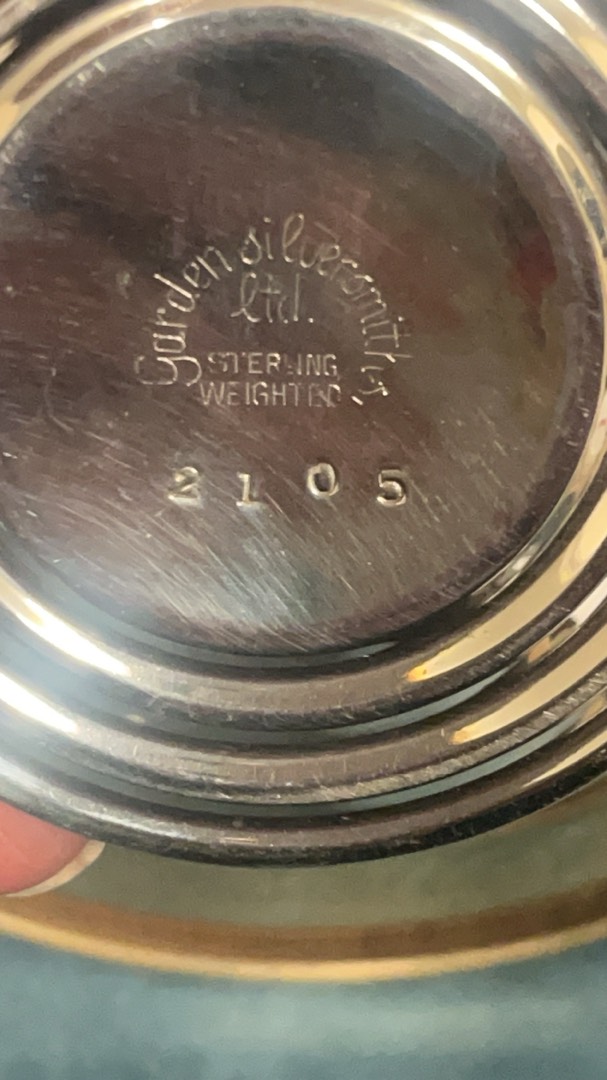 Garden silversmiths,
ltd.
STERLING
WEIGHTED
2105